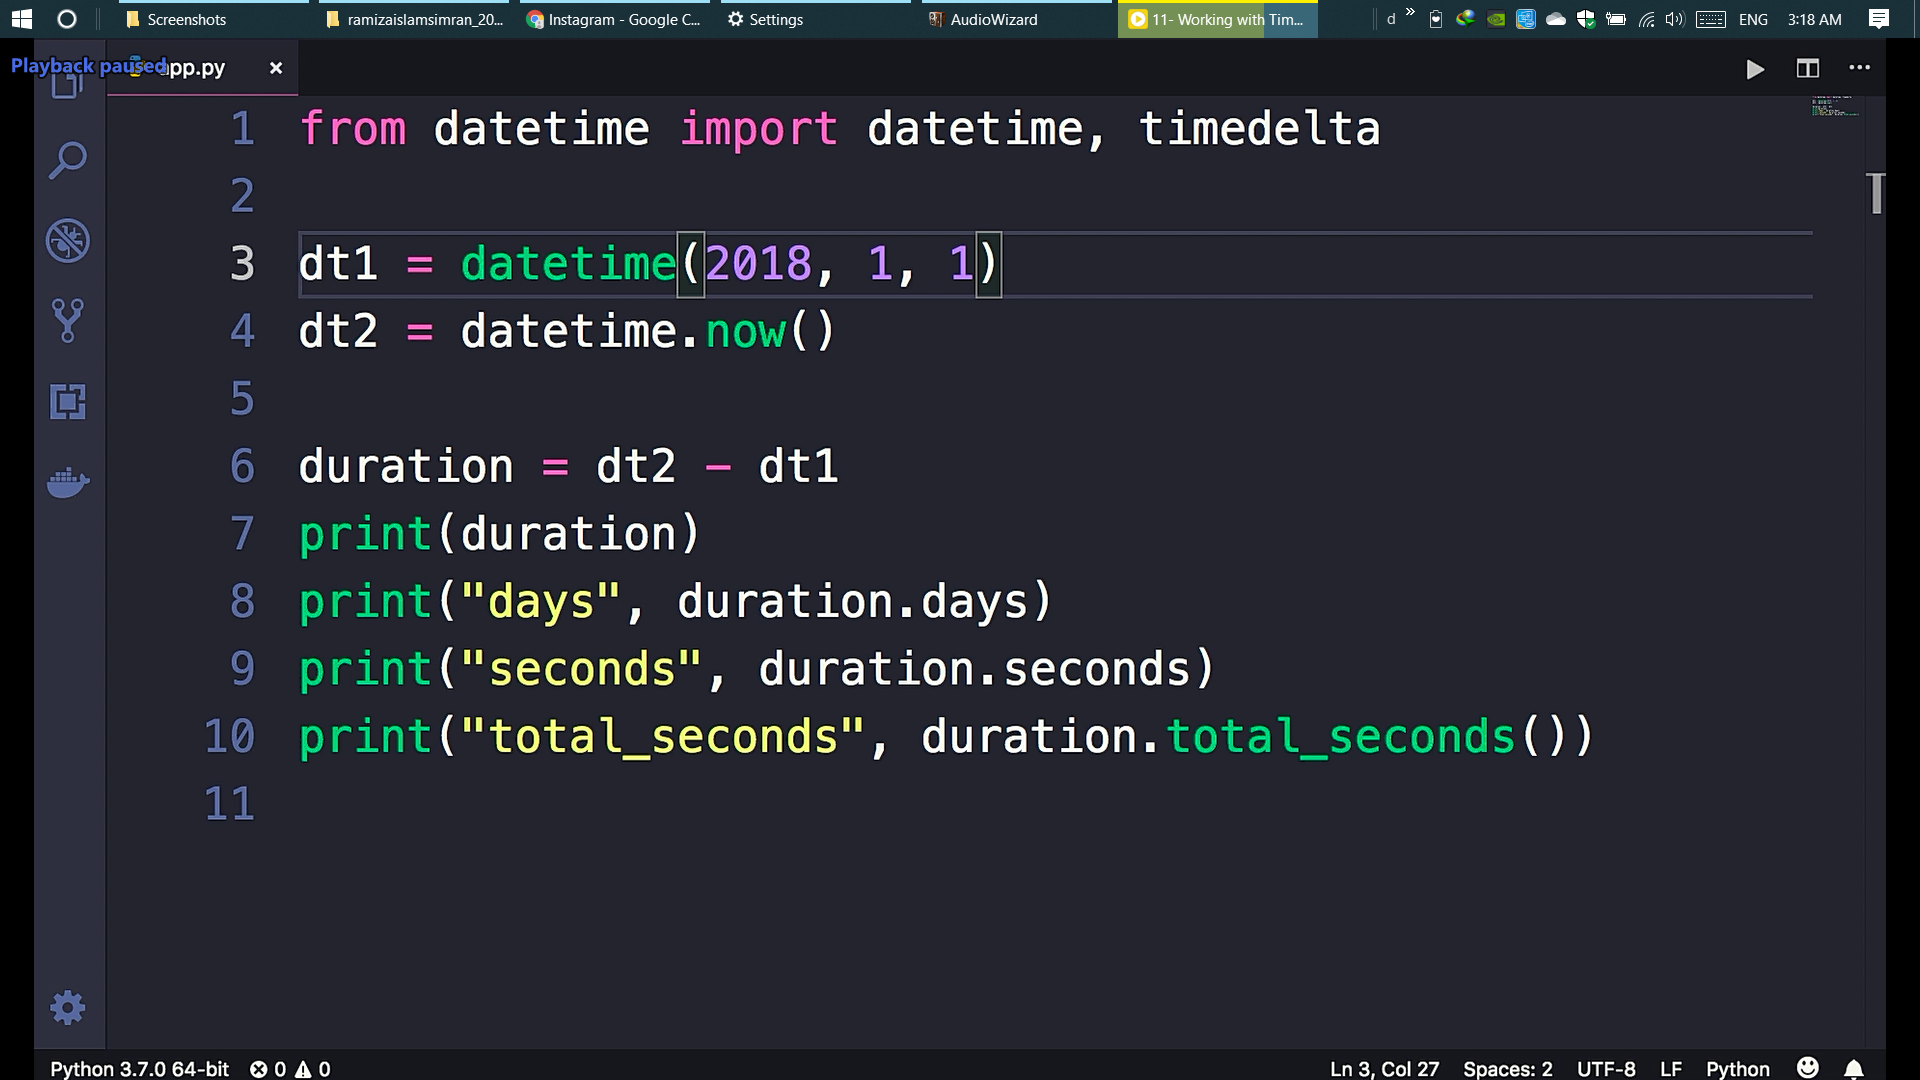 Screenshots
ramizaislamsimran_20...
Instagram - Google C...
Settings
AudioWizard
11- Working with Tim...
d
»
ENG
3:18 AM
Playback paused
app.py
1 from datetime import datetime, timedelta
2
3 dt1 = datetime(2018, 1, 1)
4 dt2 = datetime.now()
5
6 duration = dt2 - dt1
7 print(duration)
8 print("days", duration.days)
9 print("seconds", duration.seconds)
10 print("total_seconds", duration.total_seconds())
11
Python 3.7.0 64-bit 0 0 Ln 3, Col 27 Spaces: 2 UTF-8 LF Python